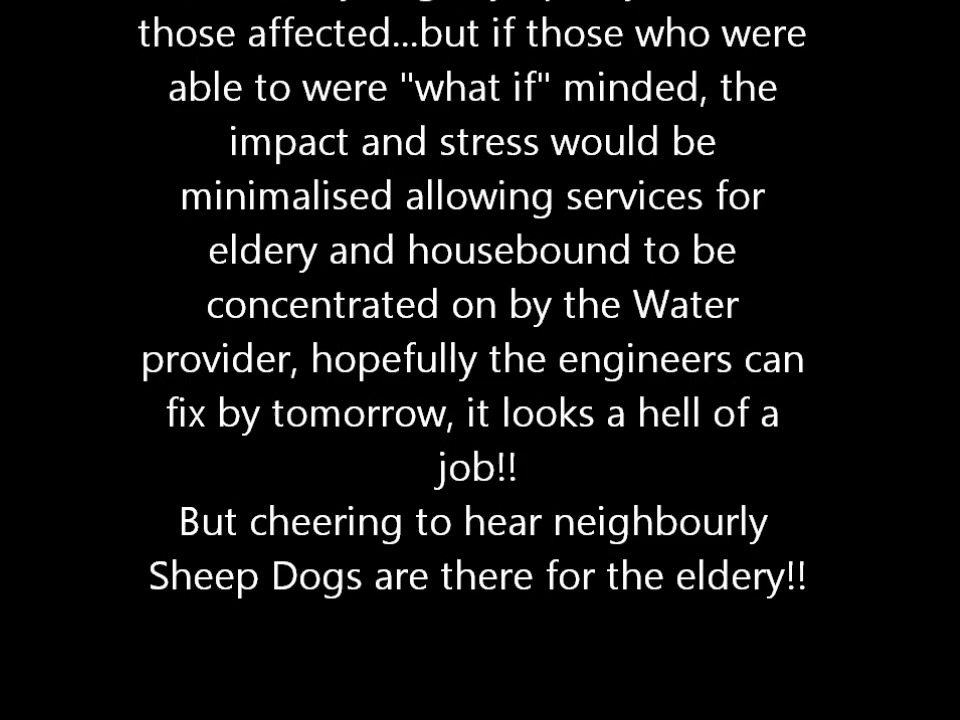 those affected...but if those who were
able to were "what if" minded, the
impact and stress would be
minimalised allowing services for
eldery and housebound to be
concentrated on by the Water
provider, hopefully the engineers can
fix by tomorrow, it looks a hell of a
job!!
But cheering to hear neighbourly
Sheep Dogs are there for the eldery!!